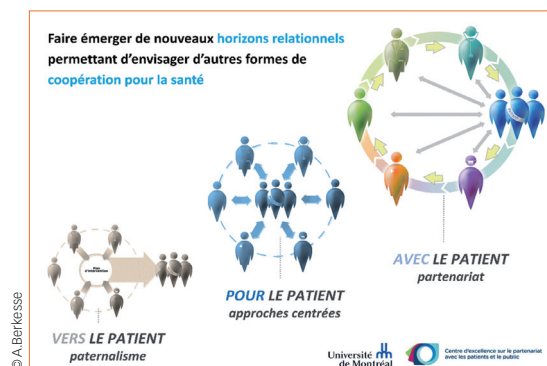 Faire émerger de nouveaux horizons relationnels
permettant d'envisager d'autres formes de
coopération pour la santé
AVEC LE PATIENT
partenariat
POUR LE PATIENT
approches centrées
Plan
d'intervention
VERS LE PATIENT
paternalisme
© A.Berkesse
Université
de Montréal
Centre d'excellence sur le partenariat
avec les patients et le public